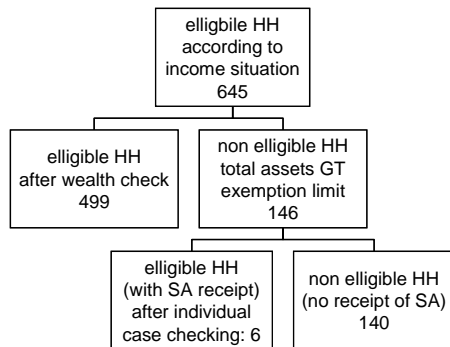 elligbile HH
according to
income situation
645
elligible HH
after wealth check
499
non elligible HH
total assets GT
exemption limit
146
elligible HH
(with SA receipt)
after individual
case checking: 6
non elligible HH
(no receipt of SA)
140